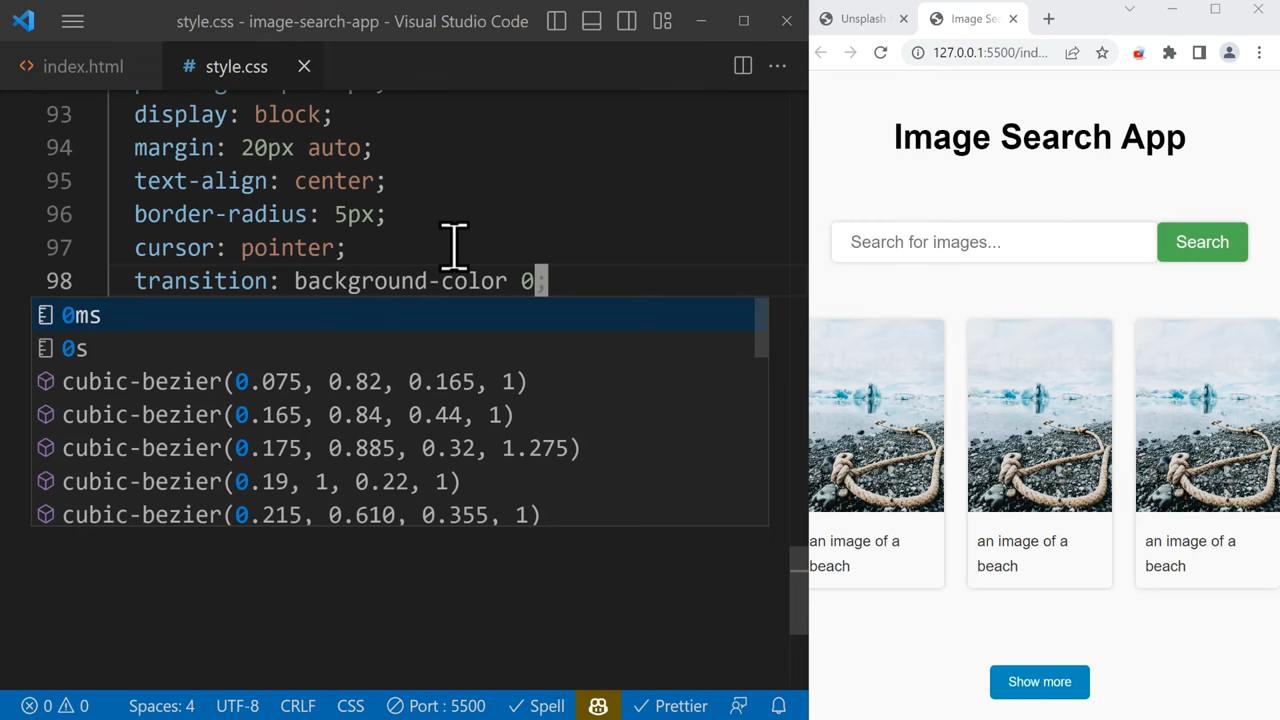 style.css - image-search-app - Visual Studio Code
index.html
# style.css
93 display: block;
94 margin: 20px auto;
95 text-align: center;
96 border-radius: 5px;
97 cursor: pointer;
98 transition: background-color 0;
0ms
0s
cubic-bezier(0.075, 0.82, 0.165, 1)
cubic-bezier(0.165, 0.84, 0.44, 1)
cubic-bezier(0.175, 0.885, 0.32, 1.275)
cubic-bezier(0.19, 1, 0.22, 1)
cubic-bezier(0.215, 0.610, 0.355, 1)
0 0 Spaces: 4 UTF-8 CRLF CSS Port : 5500 Spell Prettier
Unsplash
Image Sea
127.0.0.1:5500/ind...
Image Search App
Search for images...
Search
an image of a
beach
an image of a
beach
an image of a
beach
Show more